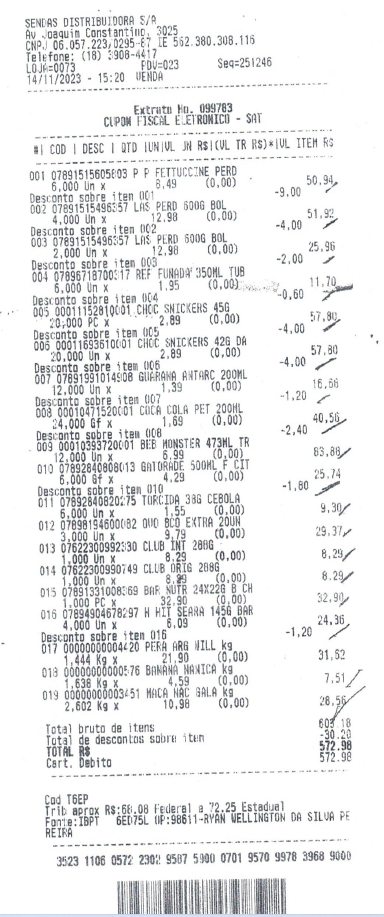 SENDAS DISTRIBUIDORA S/A
Av Joaquim Constantino, 3025
CNPJ 06.057.223/0295-87 IE 562.380.308.116
Telefone: (18) 3908-4417
LOJA=0073 PDV=023 Seq=251246
14/11/2023 - 15:20 VENDA
Extrato No. 099783
CUPOM FISCAL ELETRONICO - SAT
#| COD | DESC | QTD |UN|VL UN R$|(VL TR R$)*|VL ITEM R$
001 07891515605803 P P FETTUCCINE PERD
6,000 Un x 8,49 (0,00) 50,94
Desconto sobre item 001 -9,00
002 07891515496357 LAS PERD 600G BOL
4,000 Un x 12,98 (0,00) 51,92
Desconto sobre item 002 -4,00
003 07891515496357 LAS PERD 600G BOL
2,000 Un x 12,98 (0,00) 25,96
Desconto sobre item 003 -2,00
004 07896718700317 REF FUNADA 350ML TUB
6,000 Un x 1,95 (0,00) 11,70
Desconto sobre item 004 -0,60
005 00011152810001 CHOC SNICKERS 45G
20,000 PC x 2,89 (0,00) 57,80
Desconto sobre item 005 -4,00
006 00011693610001 CHOC SNICKERS 42G DA
20,000 Un x 2,89 (0,00) 57,80
Desconto sobre item 006 -4,00
007 07891991014908 GUARANA ANTARC 200ML
12,000 Un x 1,39 (0,00) 16,68
Desconto sobre item 007 -1,20
008 00010471520001 COCA COLA PET 200ML
24,000 Gf x 1,69 (0,00) 40,56
Desconto sobre item 008 -2,40
009 00010393720001 BEB MONSTER 473ML TR
12,000 Un x 6,99 (0,00) 83,88
010 07892840808013 GATORADE 500ML F CIT
6,000 Gf x 4,29 (0,00) 25,74
Desconto sobre item 010 -1,80
011 07892840820275 TORCIDA 38G CEBOLA
6,000 Un x 1,55 (0,00) 9,30
012 07898194600082 OVO BCO EXTRA 20UN
3,000 Un x 9,79 (0,00) 29,37
013 07622300992330 CLUB INT 288G
1,000 Un x 8,29 (0,00) 8,29
014 07622300990749 CLUB ORIG 288G
1,000 Un x 8,29 (0,00) 8,29
015 07891331008369 BAR NUTR 24X22G B CH
1,000 PC x 32,90 (0,00) 32,90
016 07894904678297 H HIT SEARA 145G BAR
4,000 Un x 6,09 (0,00) 24,36
Desconto sobre item 016 -1,20
017 00000000004420 PERA ARG WILL kg
1,444 Kg x 21,90 (0,00) 31,62
018 00000000000576 BANANA NANICA kg
1,636 Kg x 4,59 (0,00) 7,51
019 00000000003451 MACA NAC GALA kg
2,602 Kg x 10,98 (0,00) 28,56
Total bruto de itens 603,18
Total de descontos sobre item -30,20
TOTAL R$ 572,98
Cart. Debito 572,98
Cod T6EP
Trib aprox R$:68.08 Federal a 72.25 Estadual
Fonte:IBPT 6ED75L OP:98611-RYAN WELLINGTON DA SILVA PE
REIRA
3523 1106 0572 2302 9587 5900 0701 9570 9978 3968 9000